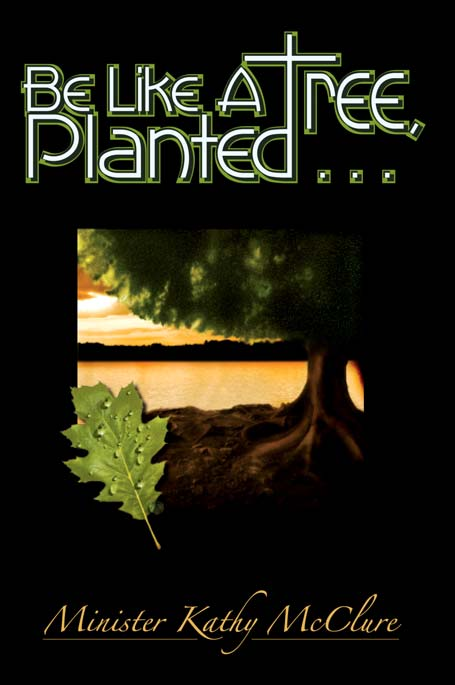 Be Like A Tree,
Planted . . .
Minister Kathy McClure